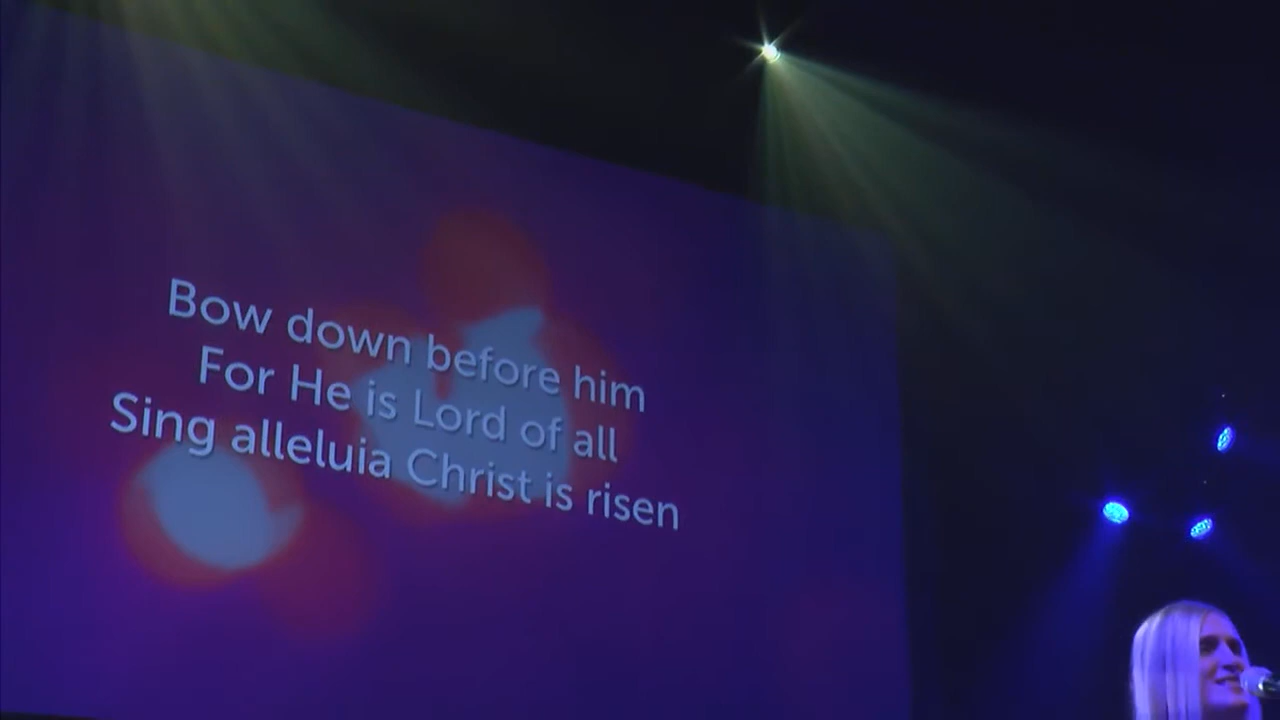 Bow down before him
For He is Lord of all
Sing alleluia Christ is risen